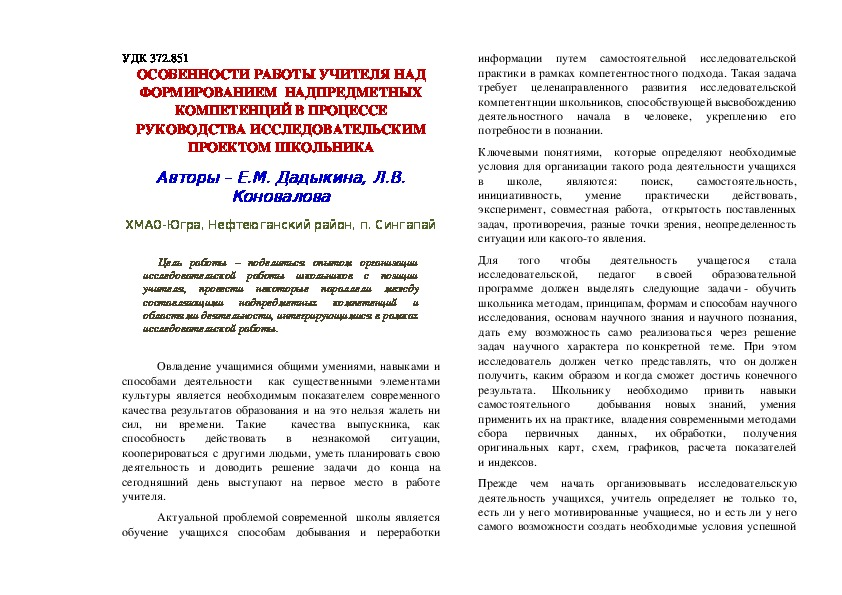 УДК 372.851
ОСОБЕННОСТИ РАБОТЫ УЧИТЕЛЯ НАД
ФОРМИРОВАНИЕМ НАДПРЕДМЕТНЫХ
КОМПЕТЕНЦИЙ В ПРОЦЕССЕ
РУКОВОДСТВА ИССЛЕДОВАТЕЛЬСКИМ
ПРОЕКТОМ ШКОЛЬНИКА
Авторы – Е.М. Дадыкина, Л.В.
Коновалова
ХМАО-Югра, Нефтеюганский район, п. Сингапай
Цель работы – поделиться опытом организации
исследовательской работы школьников с позиции
учителя, провести некоторые параллели между
составляющими надпредметных компетенций и
областями деятельности, интегрирующимися в рамках
исследовательской работы.
Овладение учащимися общими умениями, навыками и
способами деятельности как существенными элементами
культуры является необходимым показателем современного
качества результатов образования и на это нельзя жалеть ни
сил, ни времени. Такие качества выпускника, как
способность действовать в незнакомой ситуации,
кооперироваться с другими людьми, уметь планировать свою
деятельность и доводить решение задачи до конца на
сегодняшний день выступают на первое место в работе
учителя.
Актуальной проблемой современной школы является
обучение учащихся способам добывания и переработки
информации путем самостоятельной исследовательской
практики в рамках компетентностного подхода. Такая задача
требует целенаправленного развития исследовательской
компетентнции школьников, способствующей высвобождению
деятельностного начала в человеке, укреплению его
потребности в познании.
Ключевыми понятиями, которые определяют необходимые
условия для организации такого рода деятельности учащихся
в школе, являются: поиск, самостоятельность,
инициативность, умение практически действовать,
эксперимент, совместная работа, открытость поставленных
задач, противоречия, разные точки зрения, неопределенность
ситуации или какого-то явления.
Для того чтобы деятельность учащегося стала
исследовательской, педагог в своей образовательной
программе должен выделять следующие задачи - обучить
школьника методам, принципам, формам и способам научного
исследования, основам научного знания и научного познания,
дать ему возможность само реализоваться через решение
задач научного характера по конкретной теме. При этом
исследователь должен четко представлять, что он должен
получить, каким образом и когда сможет достичь конечного
результата. Школьнику необходимо привить навыки
самостоятельного добывания новых знаний, умения
применить их на практике, владения современными методами
сбора первичных данных, их обработки, получения
оригинальных карт, схем, графиков, расчета показателей
и индексов.
Прежде чем начать организовывать исследовательскую
деятельность учащихся, учитель определяет не только то,
есть ли у него мотивированные учащиеся, но и есть ли у него
самого возможности создать необходимые условия успешной